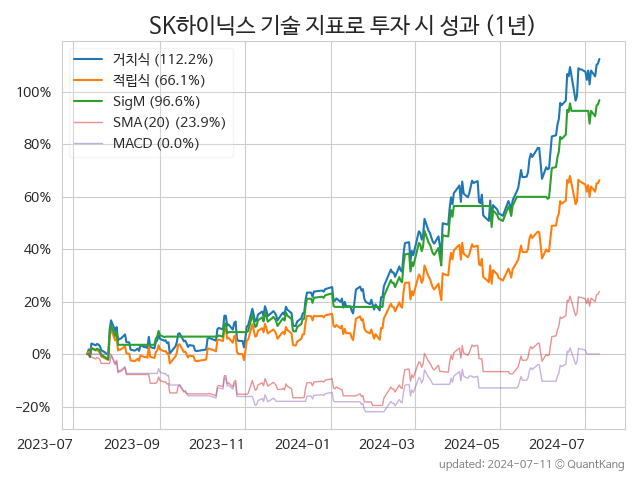 SK하이닉스 기술 지표로 투자 시 성과 (1년)
거치식 (112.2%)
적립식 (66.1%)
SigM (96.6%)
SMA(20) (23.9%)
MACD (0.0%)
100%
80%
60%
40%
20%
0%
−20%
2023-07 2023-09 2023-11 2024-01 2024-03 2024-05 2024-07
updated: 2024-07-11 © QuantKang